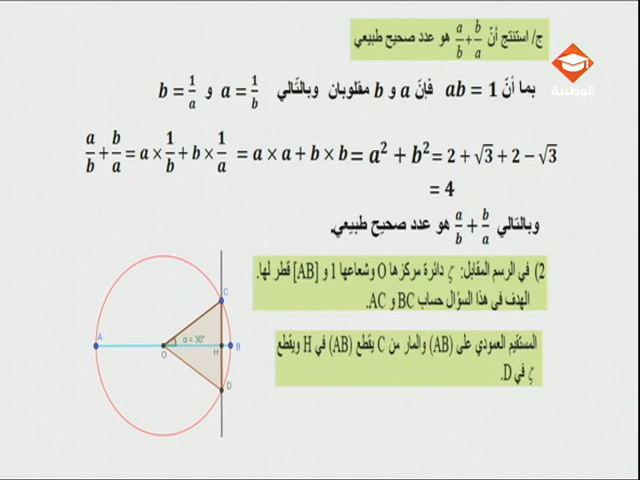 ج/ استنتج أنّ a/b + b/a هو عدد صحيح طبيعي
الوطنية
بما أنّ ab = 1 فإنّ a و b مقلوبان وبالتّالي a = 1/b و b = 1/a
a/b + b/a = a × 1/b + b × 1/a = a × a + b × b = a² + b² = 2 + √3 + 2 − √3
= 4
وبالتالي a/b + b/a هو عدد صحيح طبيعي.
2) في الرسم المقابل: ζ دائرة مركزها O وشعاعها 1 و [AB] قطر لها.
الهدف في هذا السؤال حساب BC و AC.
المستقيم العمودي على (AB) والمار من C يقطع (AB) في H ويقطع
ζ في D.
C
A
α = 30°
B
O
H
D